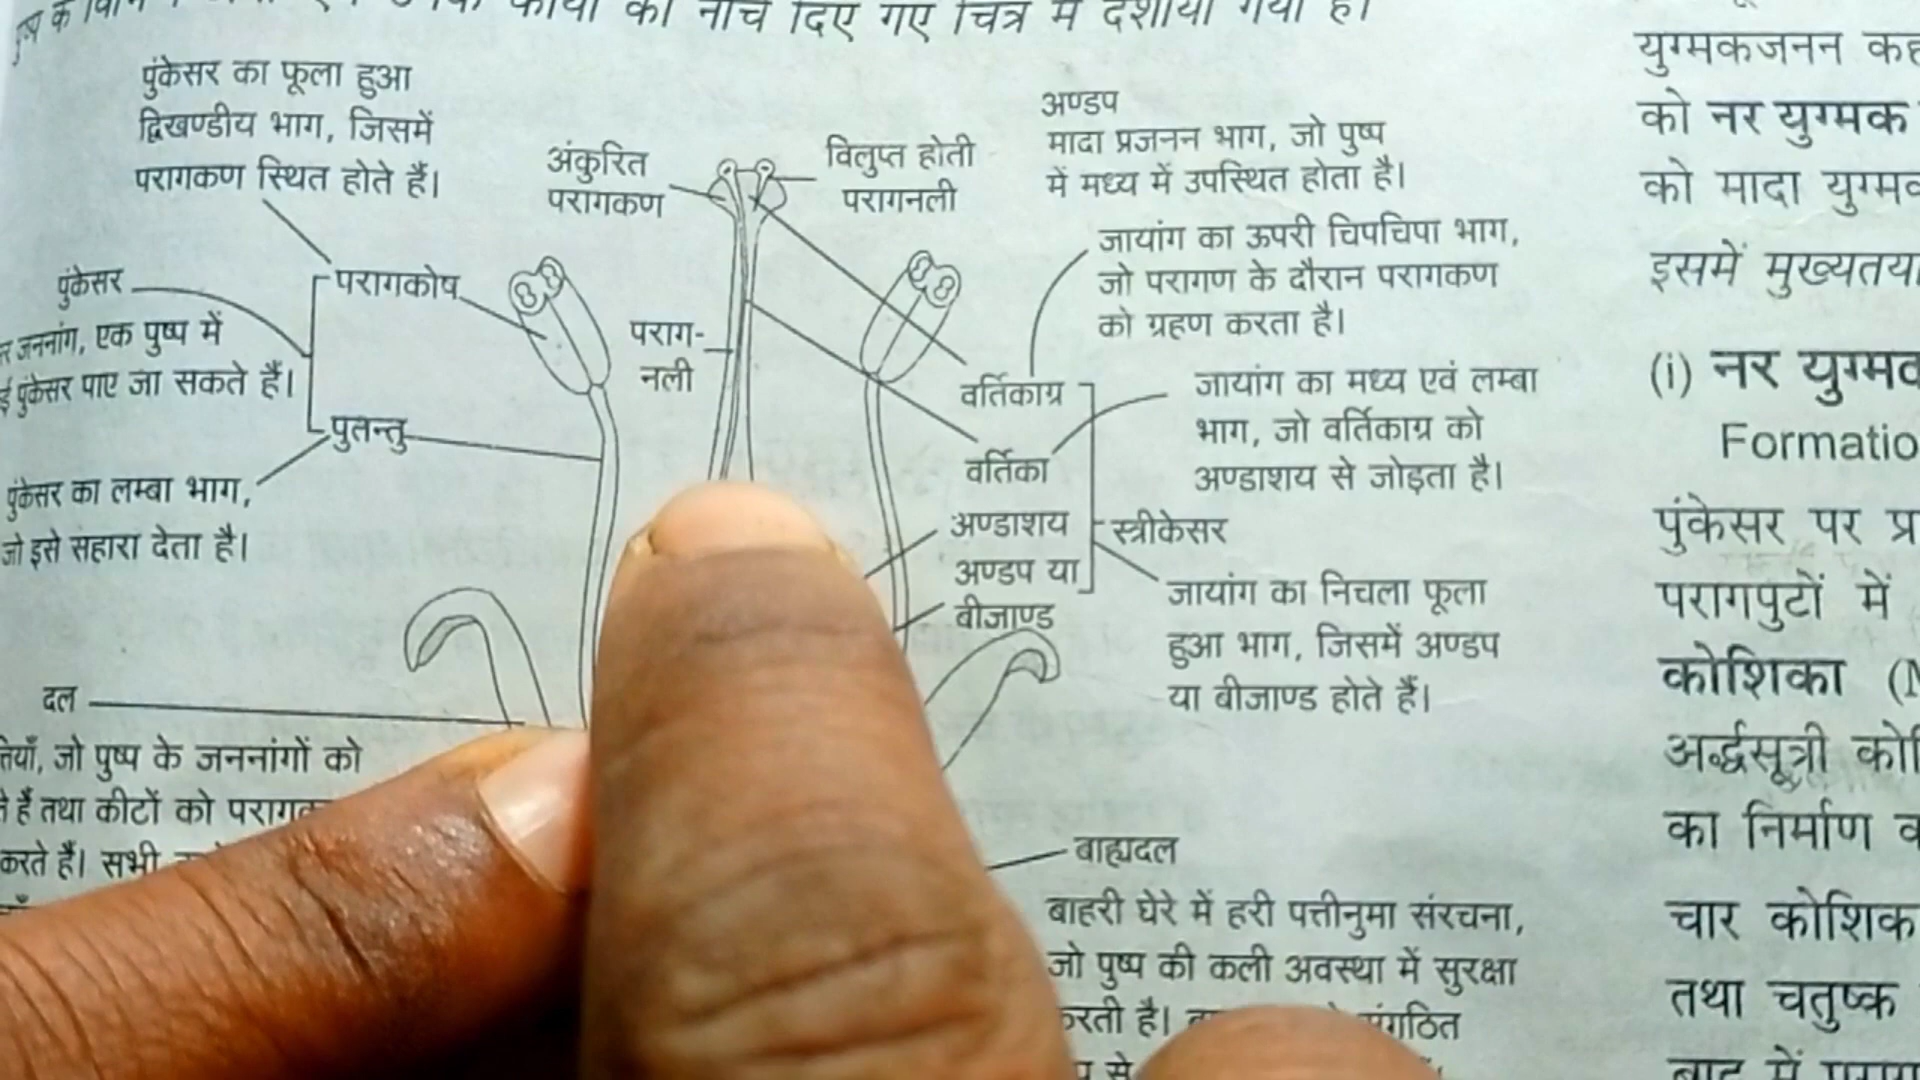 नीचे दिए गए चित्र में दर्शाया गया है।
पुंकेसर का फूला हुआ
द्विखण्डीय भाग, जिसमें
परागकण स्थित होते हैं।
अंकुरित
परागकण
विलुप्त होती
परागनली
अण्डप
मादा प्रजनन भाग, जो पुष्प
में मध्य में उपस्थित होता है।
जायांग का ऊपरी चिपचिपा भाग,
जो परागण के दौरान परागकण
को ग्रहण करता है।
पुंकेसर
जननांग, एक पुष्प में
पुंकेसर पाए जा सकते हैं।
परागकोष
पराग-
नली
पुतन्तु
पुंकेसर का लम्बा भाग,
जो इसे सहारा देता है।
वर्तिकाग्र
जायांग का मध्य एवं लम्बा
भाग, जो वर्तिकाग्र को
अण्डाशय से जोड़ता है।
वर्तिका
अण्डाशय
स्त्रीकेसर
अण्डप या
बीजाण्ड
जायांग का निचला फूला
हुआ भाग, जिसमें अण्डप
या बीजाण्ड होते हैं।
दल
जो पुष्प के जननांगों को
हैं तथा कीटों को
करते हैं। सभी
बाह्यदल
बाहरी घेरे में हरी पत्तीनुमा संरचना,
जो पुष्प की कली अवस्था में सुरक्षा
करती है।
से
युग्मकजनन
को नर युग्मक
को मादा
इसमें मुख्यतया
(i) नर
पुंकेसर पर
परागपुटों में
कोशिका
अर्द्धसूत्री
का निर्माण
चार
तथा चतुष्क
बाद में